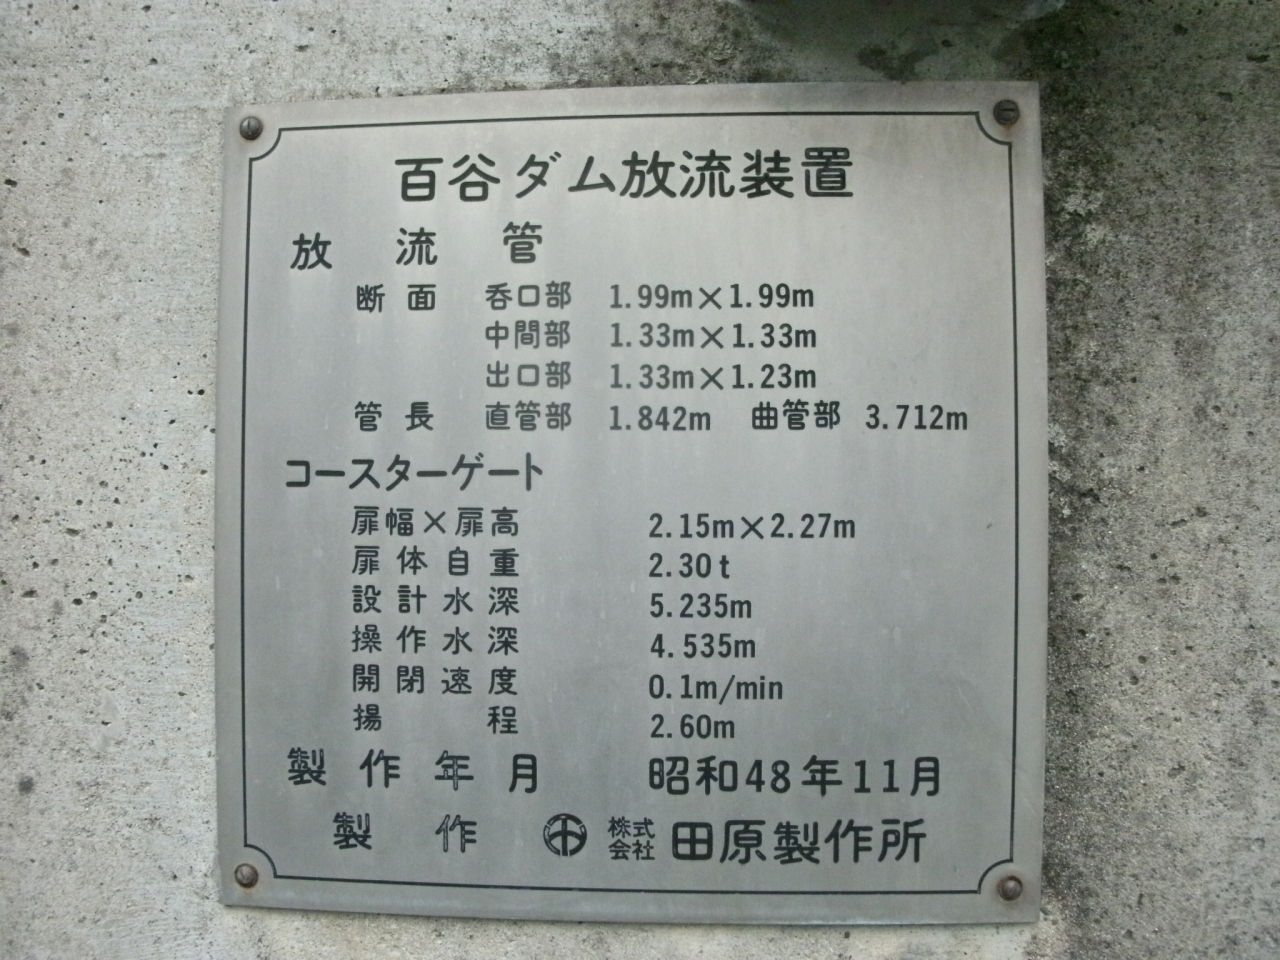 百谷ダム放流装置
放流管
断面 呑口部 1.99m×1.99m
中間部 1.33m×1.33m
出口部 1.33m×1.23m
管長 直管部 1.842m 曲管部 3.712m
コースターゲート
扉幅×扉高 2.15m×2.27m
扉体自重 2.30t
設計水深 5.235m
操作水深 4.535m
開閉速度 0.1m/min
揚程 2.60m
製作年月 昭和48年11月
製作 株式会社 田原製作所